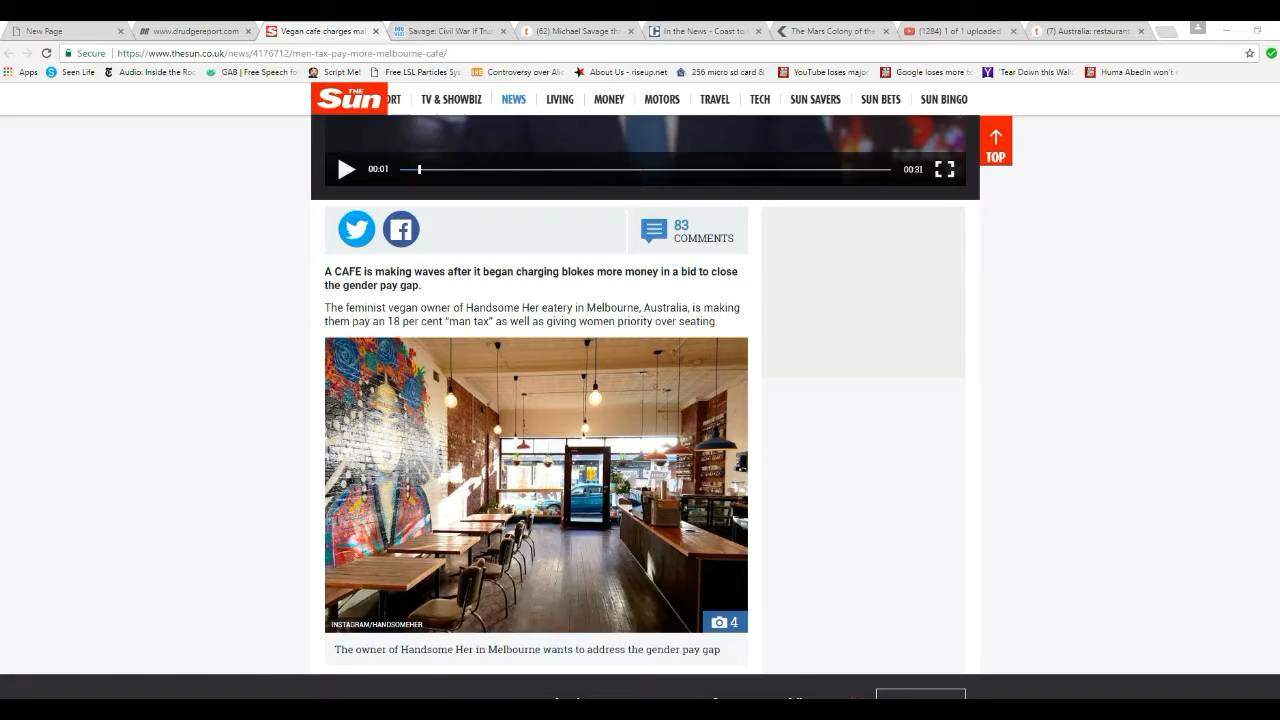 New Page
www.drudgereport.com
Vegan cafe charges mal
Savage: Civil War If Trum
(62) Michael Savage thr
In the News - Coast to C
The Mars Colony of the
(1284) 1 of 1 uploaded
(7) Australia: restaurant
Secure
https://www.thesun.co.uk/news/4176712/men-tax-pay-more-melbourne-cafe/
Apps
Seen Life
Audio: Inside the Ro
GAB | Free Speech fo
Script Me!
Free LSL Particles Sy
Controversy over Ali
About Us - riseup.net
256 micro sd card 8
YouTube loses major
Google loses more to
'Tear Down this Wall
Huma Abedin won't
THE Sun
ORT
TV & SHOWBIZ
NEWS
LIVING
MONEY
MOTORS
TRAVEL
TECH
SUN SAVERS
SUN BETS
SUN BINGO
TOP
00:01
00:31
83
COMMENTS
A CAFE is making waves after it began charging blokes more money in a bid to close
the gender pay gap.
The feminist vegan owner of Handsome Her eatery in Melbourne, Australia, is making
them pay an 18 per cent “man tax” as well as giving women priority over seating.
INSTAGRAM/HANDSOMEHER
4
The owner of Handsome Her in Melbourne wants to address the gender pay gap